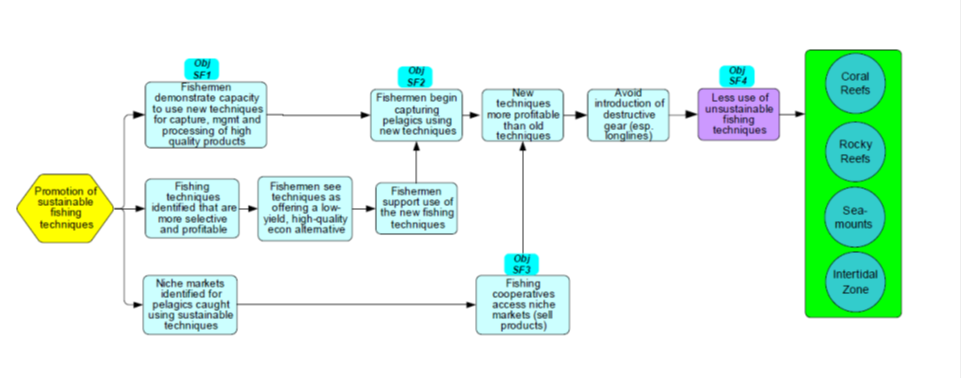 Obj
SF1
Fishermen
demonstrate capacity
to use new techniques
for capture, mgmt and
processing of high
quality products
Obj
SF2
Fishermen begin
capturing
pelagics using
new techniques
New
techniques
more profitable
than old
techniques
Avoid
introduction of
destructive
gear (esp.
longlines)
Obj
SF4
Less use of
unsustainable
fishing
techniques
Coral
Reefs
Rocky
Reefs
Sea-
mounts
Intertidal
Zone
Promotion of
sustainable
fishing
techniques
Fishing
techniques
identified that are
more selective
and profitable
Fishermen see
techniques as
offering a low-
yield, high-quality
econ alternative
Fishermen
support use of
the new fishing
techniques
Niche markets
identified for
pelagics caught
using sustainable
techniques
Obj
SF3
Fishing
cooperatives
access niche
markets (sell
products)